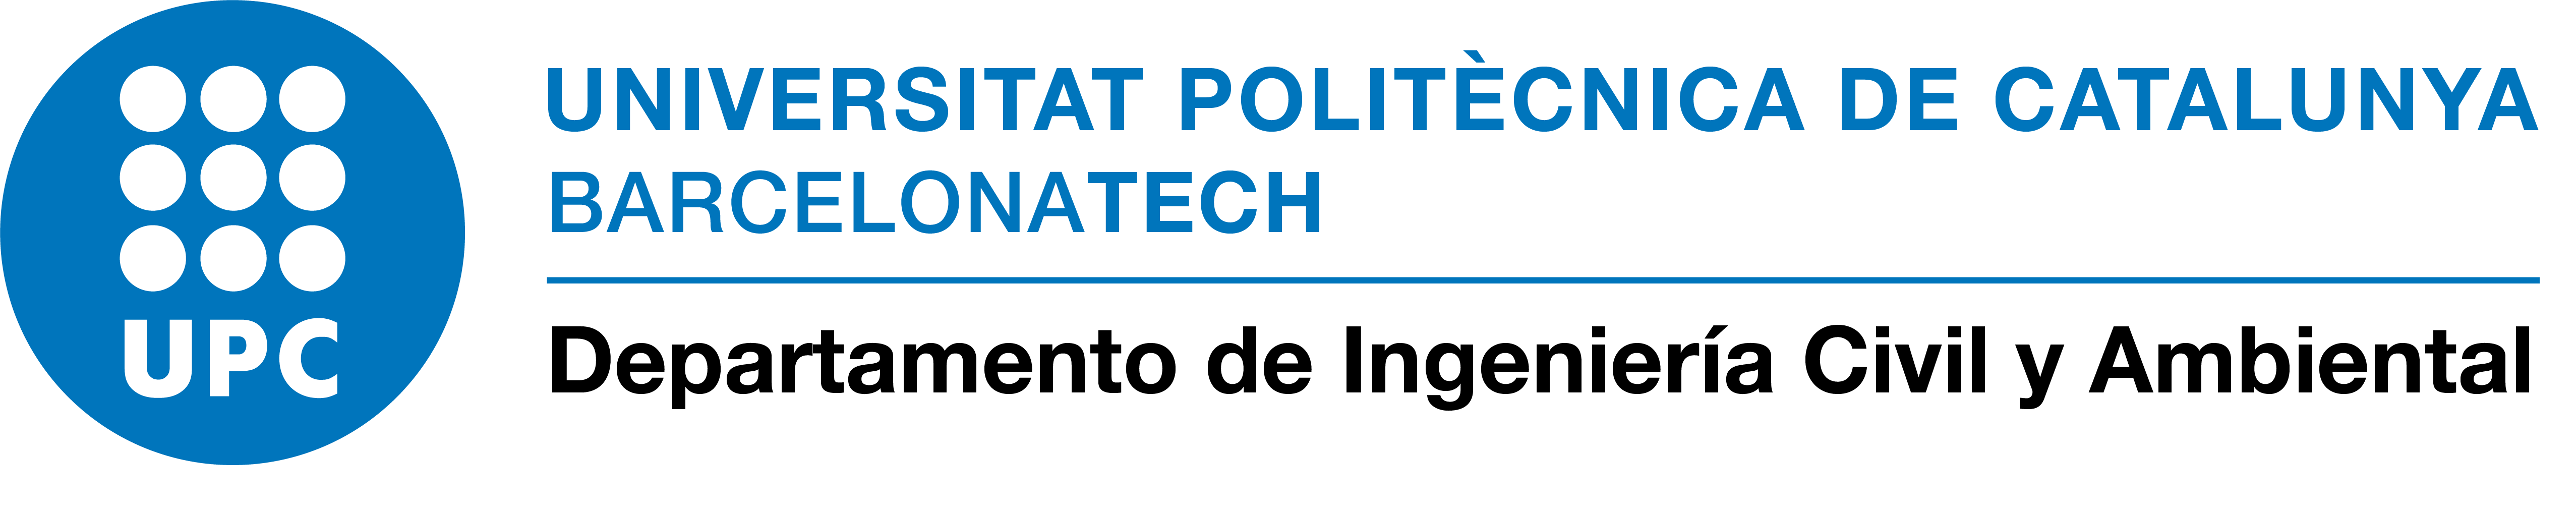 UPC
UNIVERSITAT POLITÈCNICA DE CATALUNYA
BARCELONATECH
Departamento de Ingeniería Civil y Ambiental